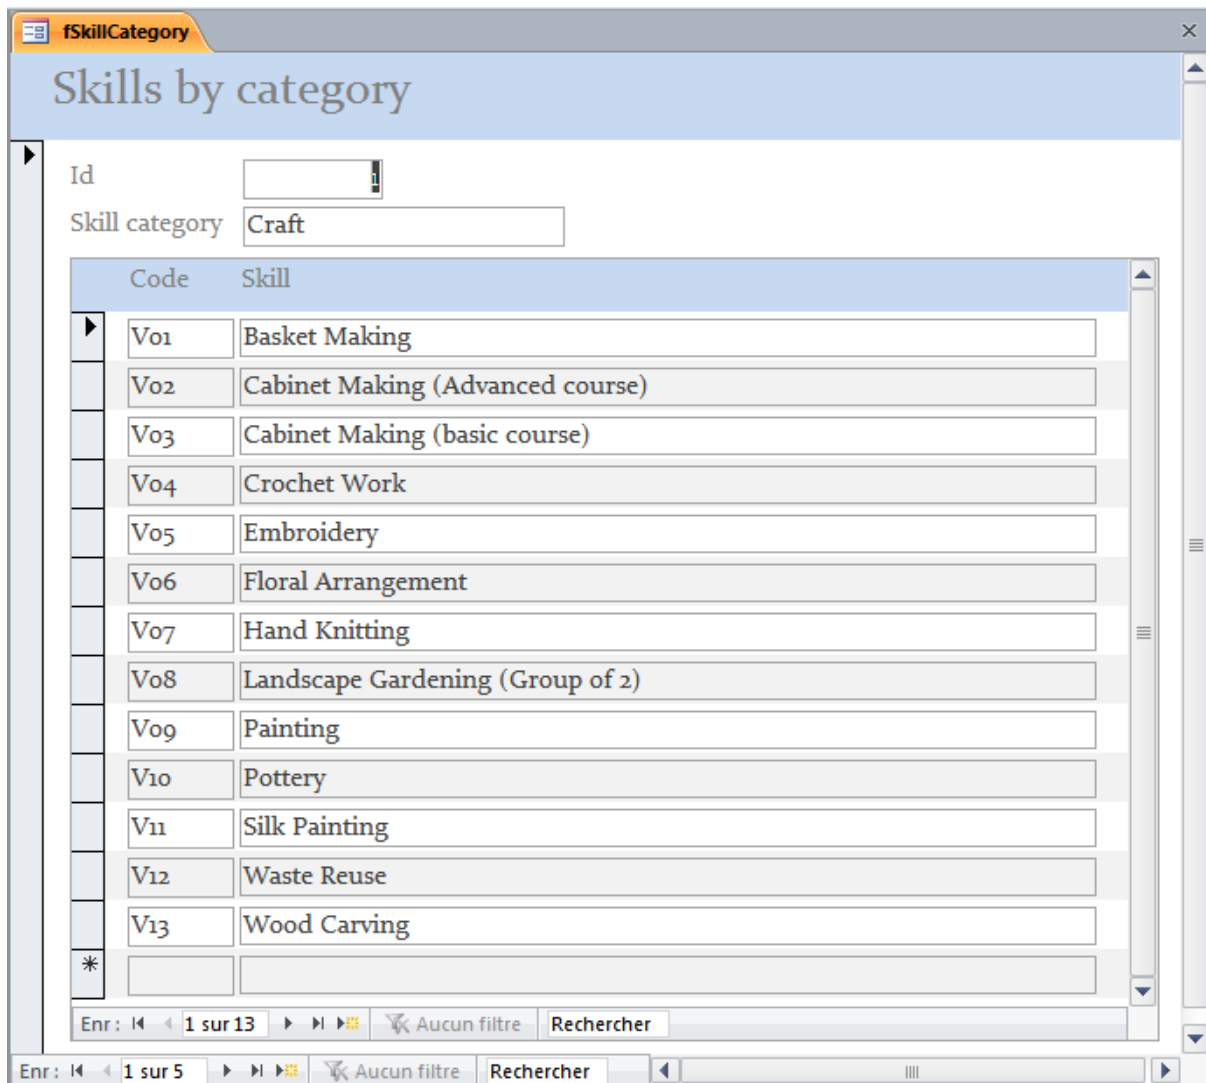 fSkillCategory
Skills by category
Id 1
Skill category Craft
Code Skill
V01 Basket Making
V02 Cabinet Making (Advanced course)
V03 Cabinet Making (basic course)
V04 Crochet Work
V05 Embroidery
V06 Floral Arrangement
V07 Hand Knitting
V08 Landscape Gardening (Group of 2)
V09 Painting
V10 Pottery
V11 Silk Painting
V12 Waste Reuse
V13 Wood Carving
Enr : 1 sur 13 Aucun filtre Rechercher
Enr : 1 sur 5 Aucun filtre Rechercher